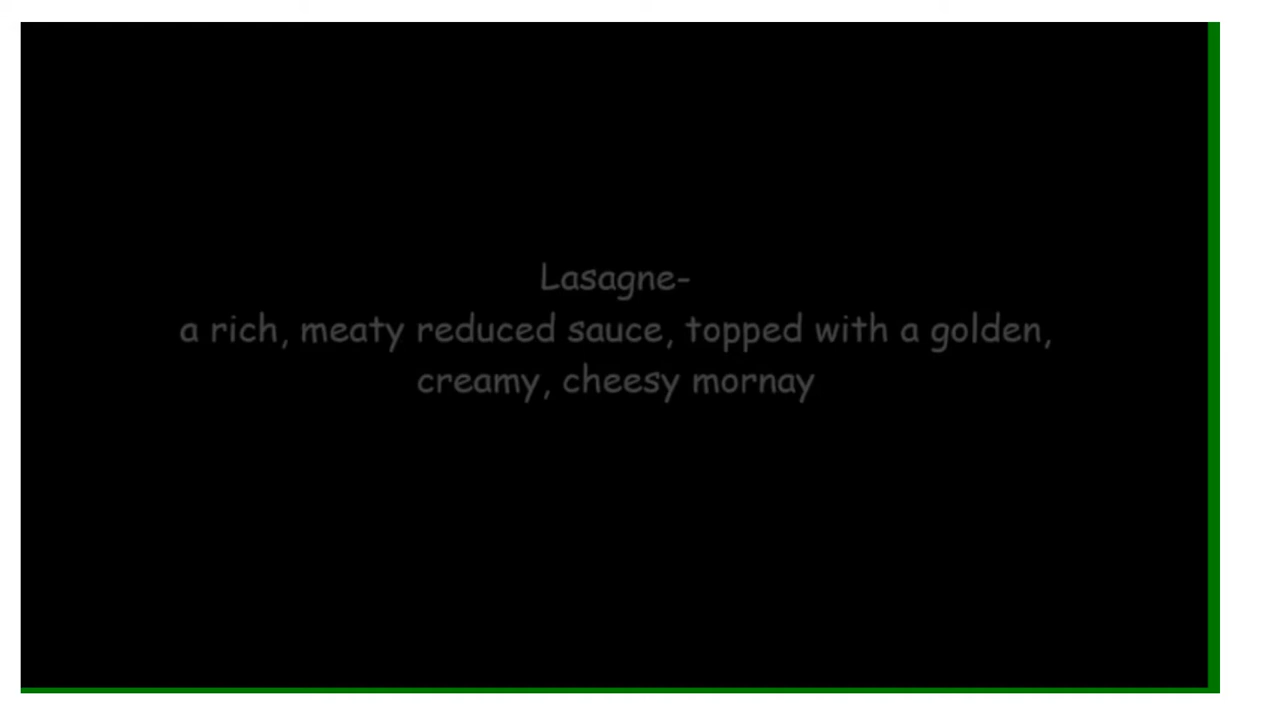 Lasagne-
a rich, meaty reduced sauce, topped with a golden,
creamy, cheesy mornay